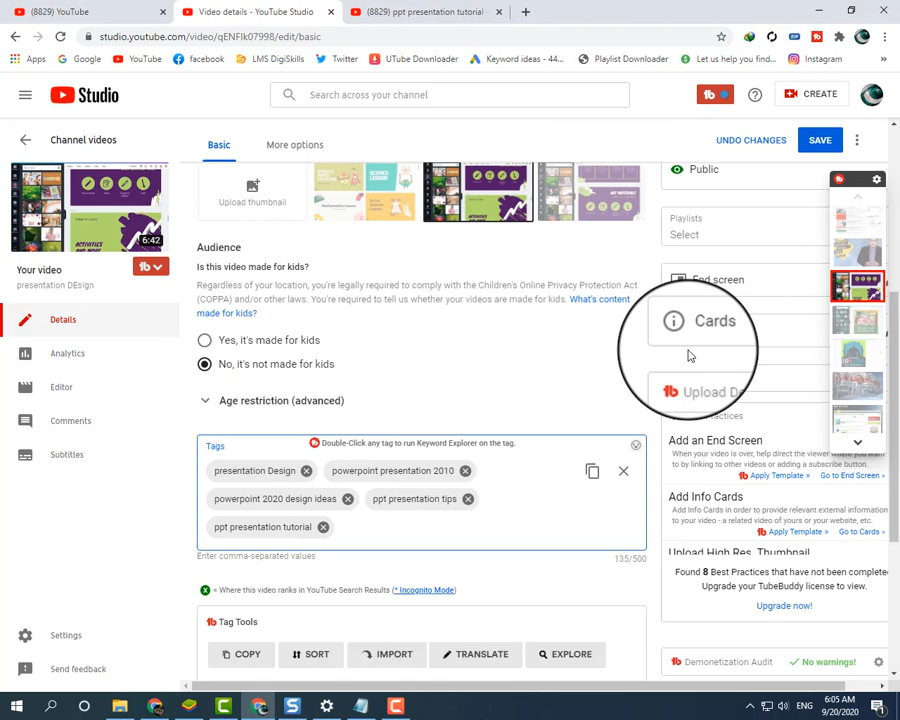 (8829) YouTube
Video details - YouTube Studio
(8829) ppt presentation tutorial -
studio.youtube.com/video/qENFIk07998/edit/basic
Apps
Google
YouTube
facebook
LMS DigiSkills
Twitter
UTube Downloader
Keyword ideas - 44...
Playlist Downloader
Let us help you find...
Instagram
Studio
Search across your channel
CREATE
Channel videos
Basic
More options
UNDO CHANGES
SAVE
Public
Upload thumbnail
Playlists
Select
6:42
Audience
Your video
presentation DEsign
Is this video made for kids?
End screen
Regardless of your location, you're legally required to comply with the Children's Online Privacy Protection Act
(COPPA) and/or other laws. You're required to tell us whether your videos are made for kids. What's content
made for kids?
Cards
Details
Yes, it's made for kids
Analytics
No, it's not made for kids
Editor
Upload
Age restriction (advanced)
Comments
Add an End Screen
Tags
Double-Click any tag to run Keyword Explorer on the tag.
When your video is over, help direct the viewer
by to linking to other videos or adding a subscribe button.
Subtitles
presentation Design
powerpoint presentation 2010
Apply Template »
Go to End Screen »
powerpoint 2020 design ideas
ppt presentation tips
Add Info Cards
Add Info Cards in order to provide relevant external information
to your video - a related video of yours or your website, etc.
ppt presentation tutorial
Apply Template »
Go to Cards »
Enter comma-separated values
135/500
Upload High Res. Thumbnail
Found 8 Best Practices that have not been complete
Upgrade your TubeBuddy license to view.
= Where this video ranks in YouTube Search Results (* Incognito Mode)
Upgrade now!
Tag Tools
Settings
COPY
SORT
IMPORT
TRANSLATE
EXPLORE
Send feedback
Demonetization Audit
No warnings!
ENG
6:05 AM
9/20/2020